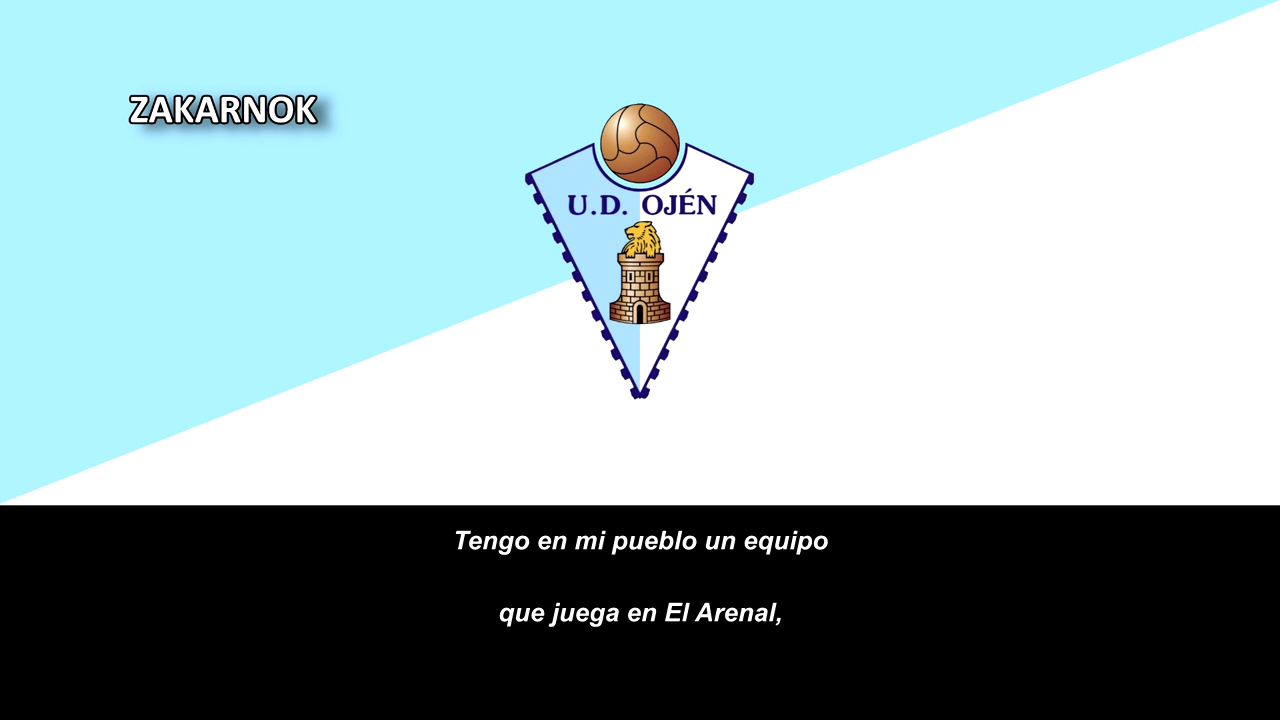 ZAKARNOK
U.D. OJÉN
Tengo en mi pueblo un equipo
que juega en El Arenal,